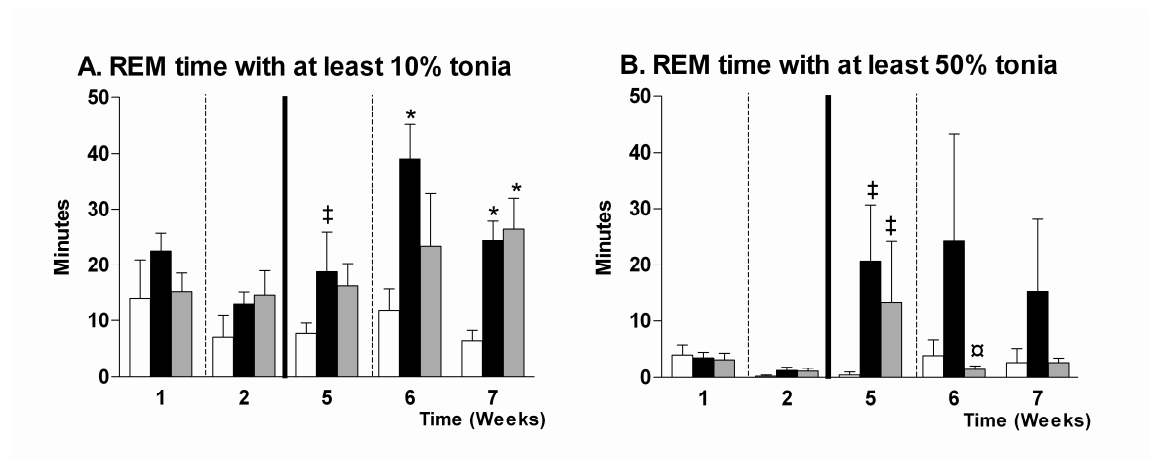 A. REM time with at least 10% tonia
50
40
30
20
10
0
Minutes
‡
*
*
*
1 2 5 6 7
Time (Weeks)
B. REM time with at least 50% tonia
50
40
30
20
10
0
Minutes
‡
‡
¤
1 2 5 6 7
Time (Weeks)